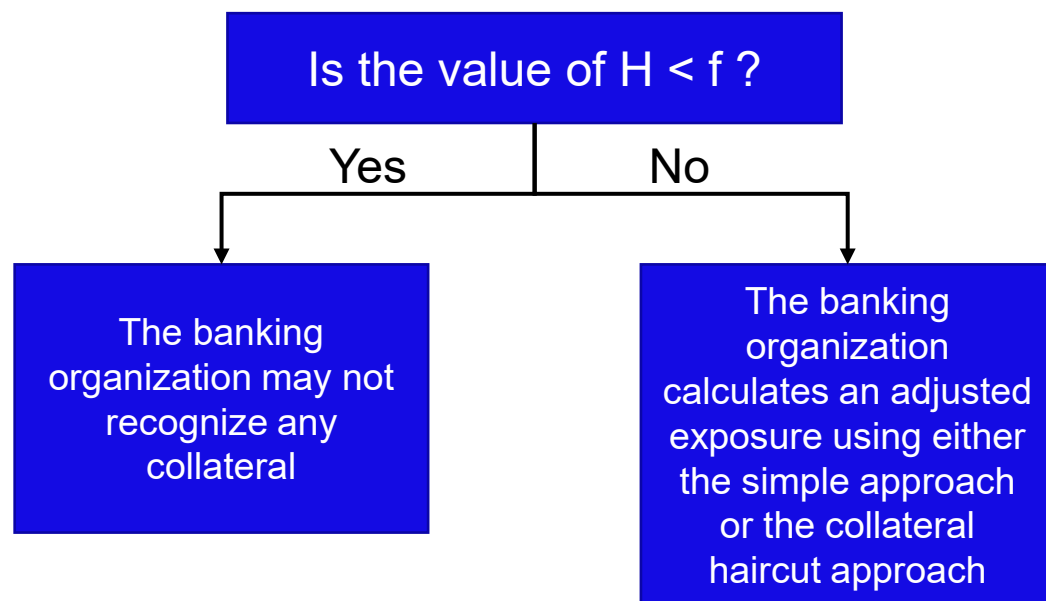 Is the value of H < f ?
Yes
No
The banking
organization may not
recognize any
collateral
The banking
organization
calculates an adjusted
exposure using either
the simple approach
or the collateral
haircut approach